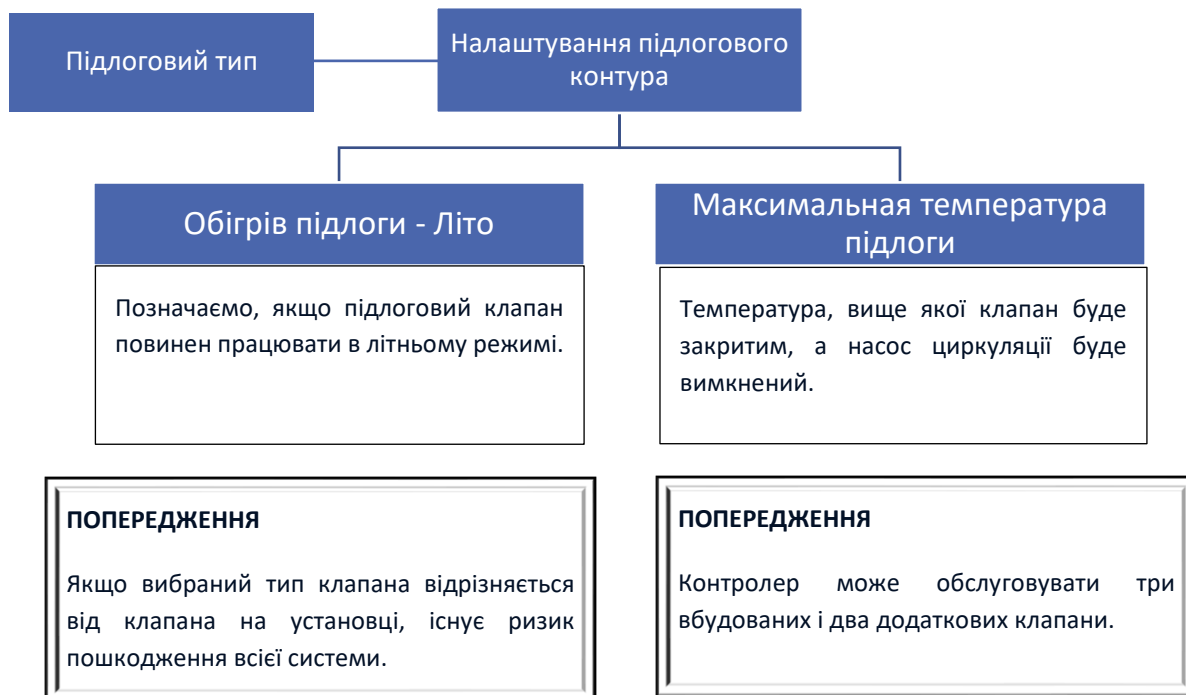 Підлоговий тип
Налаштування підлогового
контура
Обігрів підлоги - Літо
Позначаємо, якщо підлоговий клапан
повинен працювати в літньому режимі.
Максимальная температура
підлоги
Температура, вище якої клапан буде
закритим, а насос циркуляції буде
вимкнений.
ПОПЕРЕДЖЕННЯ
Якщо вибраний тип клапана відрізняється
від клапана на установці, існує ризик
пошкодження всієї системи.
ПОПЕРЕДЖЕННЯ
Контролер може обслуговувати три
вбудованих і два додаткових клапани.